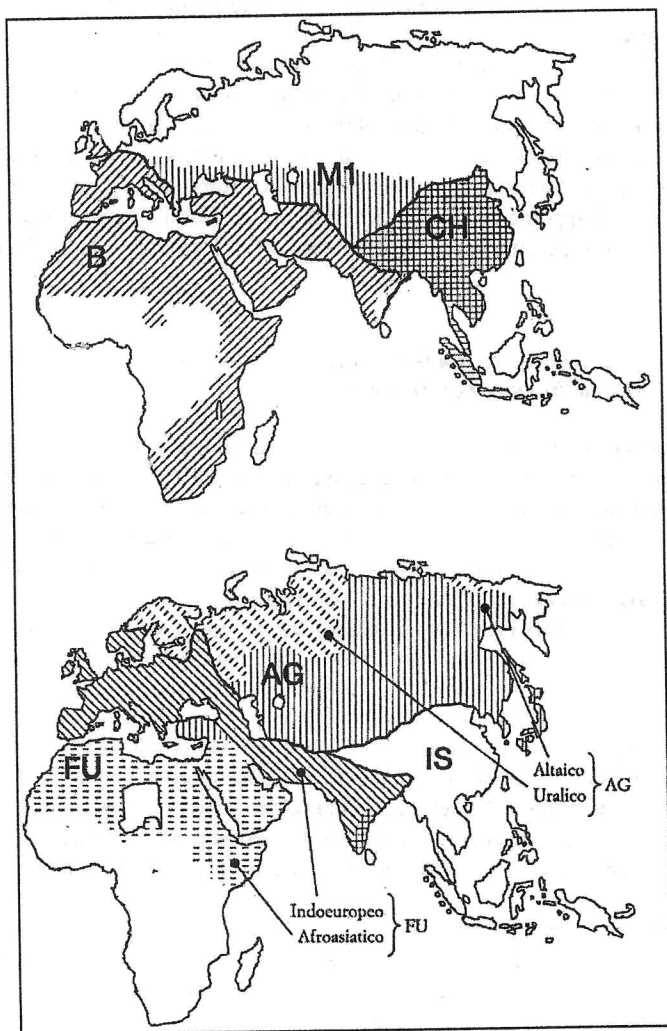 M1
CH
B
AG
FU
IS
Altaico
Uralico
AG
Indoeuropeo
Afroasiatico
FU